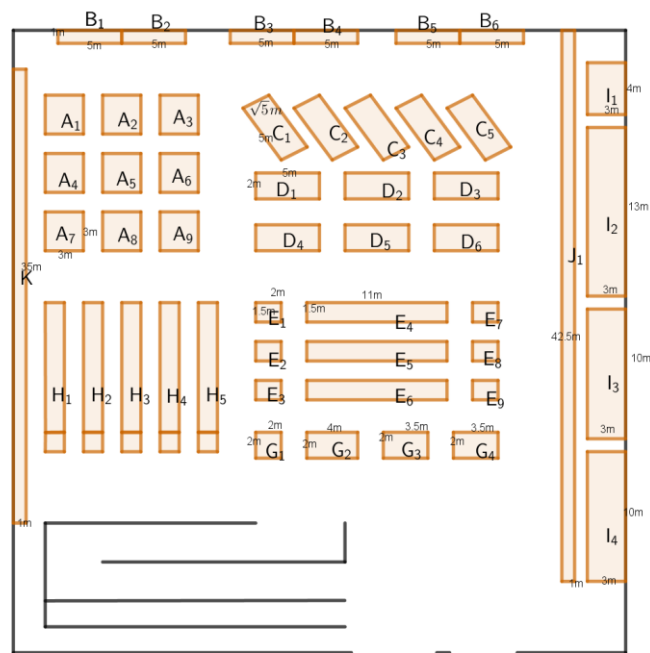 B₁ B₂ B₃ B₄ B₅ B₆
1m 5m 5m 5m 5m 5m 5m
I₁ 4m
3m
A₁ A₂ A₃
√5m
5m C₁ C₂ C₃ C₄ C₅
5m
A₄ A₅ A₆
2m D₁ D₂ D₃
13m
I₂
A₇ 3m A₈ A₉
3m
D₄ D₅ D₆
35m
K
J₁
3m
2m 11m
1.5m E₁ 1.5m E₄ E₇
42.5m
E₂ E₅ E₈
10m
I₃
H₁ H₂ H₃ H₄ H₅
E₃ E₆ E₉
2m 4m 3.5m 3.5m
3m
2m G₁ 2m G₂ 2m G₃ 2m G₄
10m
1m
I₄
1m 3m